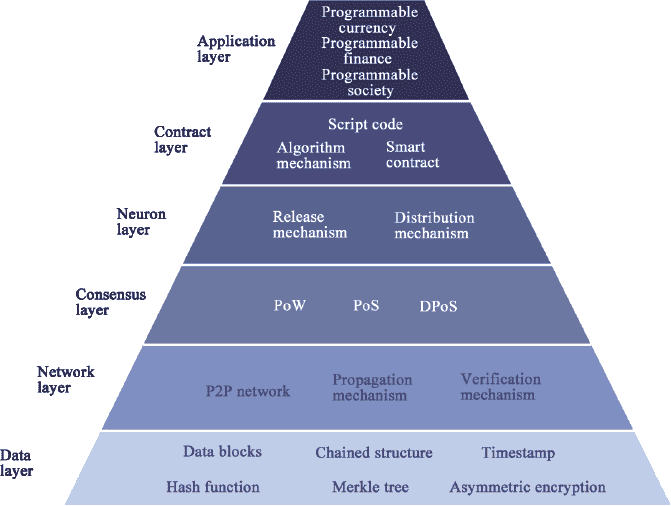 Programmable
currency
Application
layer
Programmable
finance
Programmable
society
Contract
layer
Script code
Algorithm
mechanism
Smart
contract
Neuron
layer
Release
mechanism
Distribution
mechanism
Consensus
layer
PoW PoS DPoS
Network
layer
P2P network
Propagation
mechanism
Verification
mechanism
Data
layer
Data blocks Chained structure Timestamp
Hash function Merkle tree Asymmetric encryption